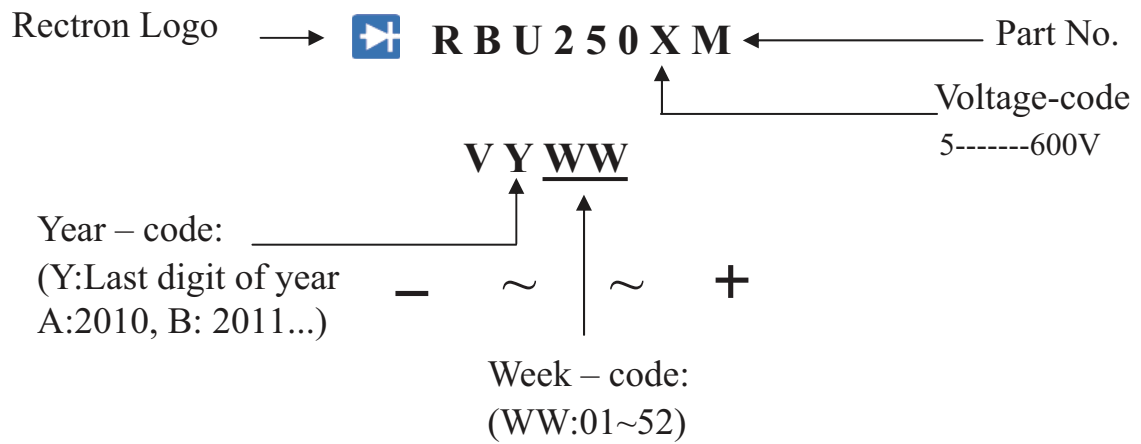 Rectron Logo
R B U 2 5 0 X M
Part No.
Voltage-code
5-------600V
V Y WW
Year – code:
(Y:Last digit of year
A:2010, B: 2011...)
– ~ ~ +
Week – code:
(WW:01~52)